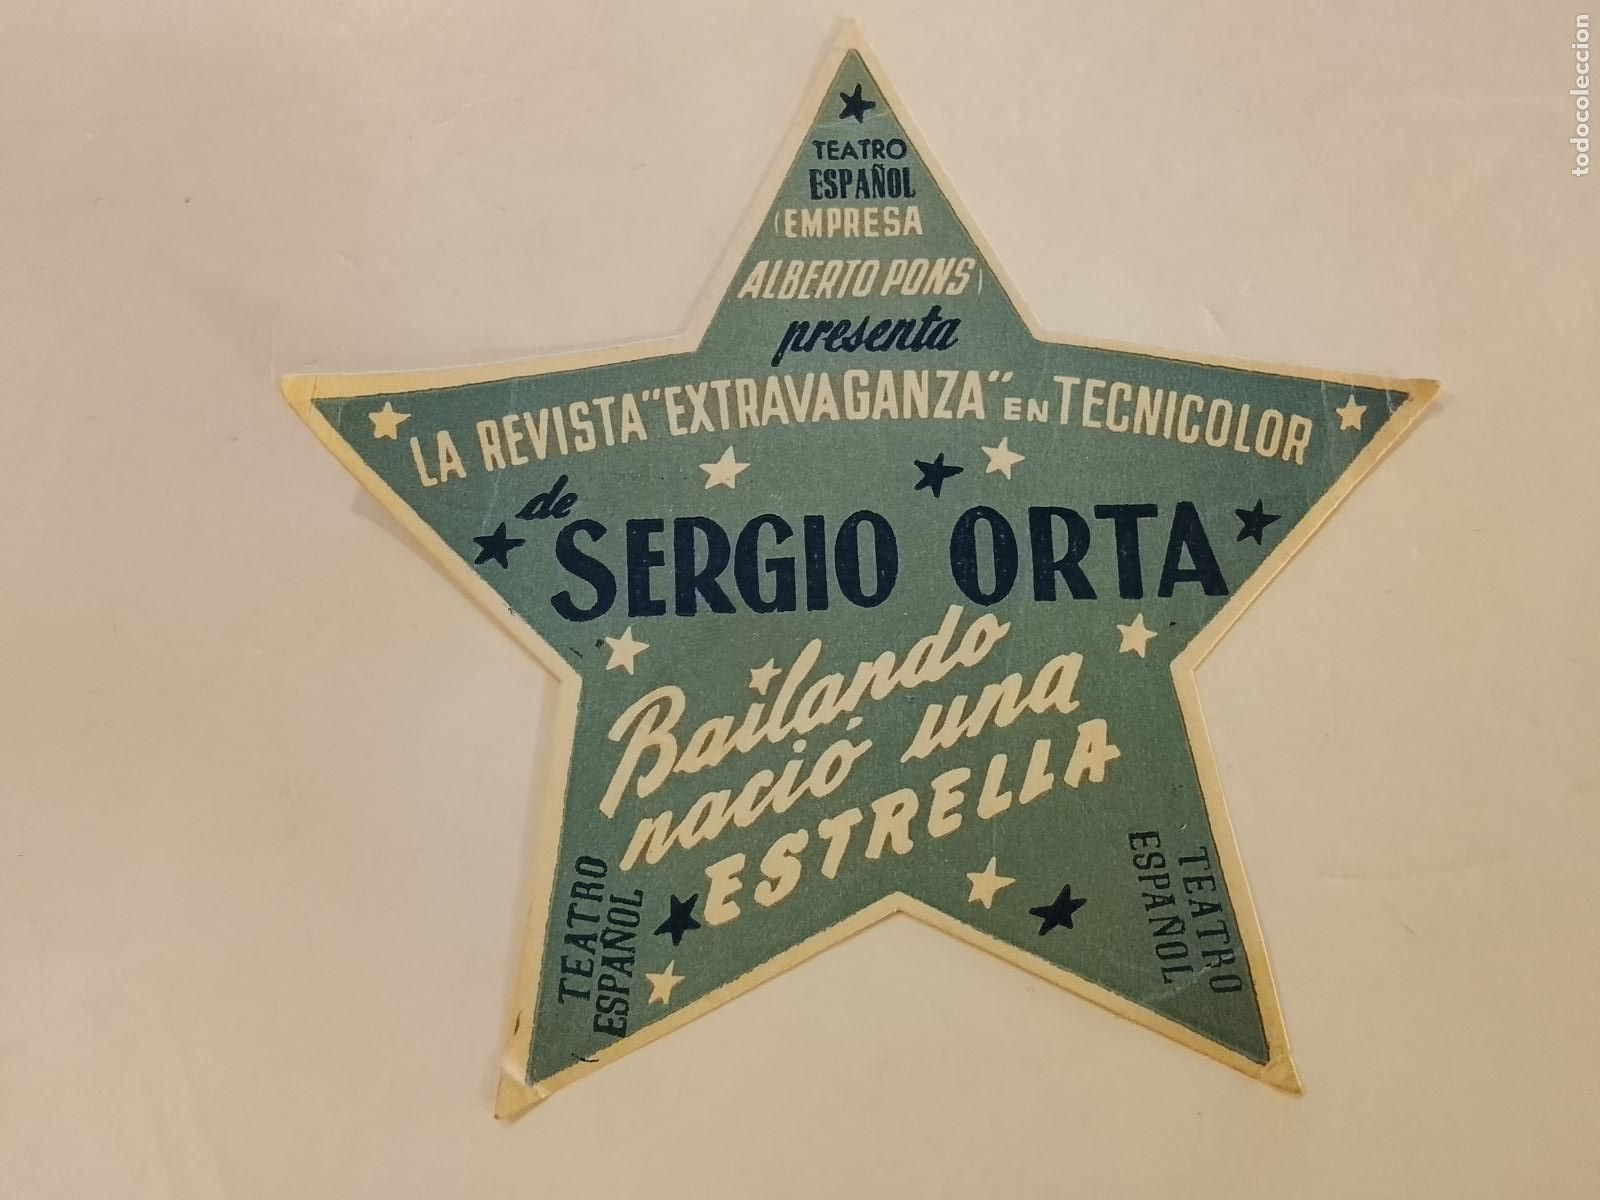 TEATRO
ESPAÑOL
(EMPRESA
ALBERTO PONS)
presenta
LA REVISTA "EXTRAVAGANZA" EN TECNICOLOR
de
SERGIO ORTA
Bailando
nació una
ESTRELLA
TEATRO
ESPAÑOL
TEATRO
ESPAÑOL
todocoleccion